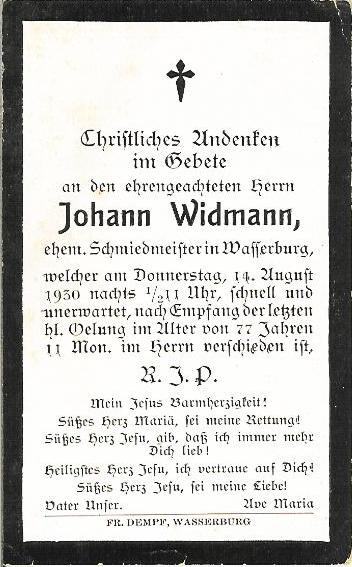 Christliches Andenken
im Gebete
an den ehrengeachteten Herrn
Johann Widmann,
ehem. Schmiedmeister in Wasserburg,
welcher am Donnerstag, 14. August
1930 nachts 1/2 11 Uhr, schnell und
unerwartet, nach Empfang der letzten
hl. Oelung im Alter von 77 Jahren
11 Mon. im Herrn verschieden ist.
R. I. P.
Mein Jesus Barmherzigkeit!
Süßes Herz Mariä, sei meine Rettung!
Süßes Herz Jesu, gib, daß ich immer mehr
Dich lieb!
Heiligstes Herz Jesu, ich vertraue auf Dich!
Süßes Herz Jesu, sei meine Liebe!
Vater Unser. Ave Maria
FR. DEMPF, WASSERBURG